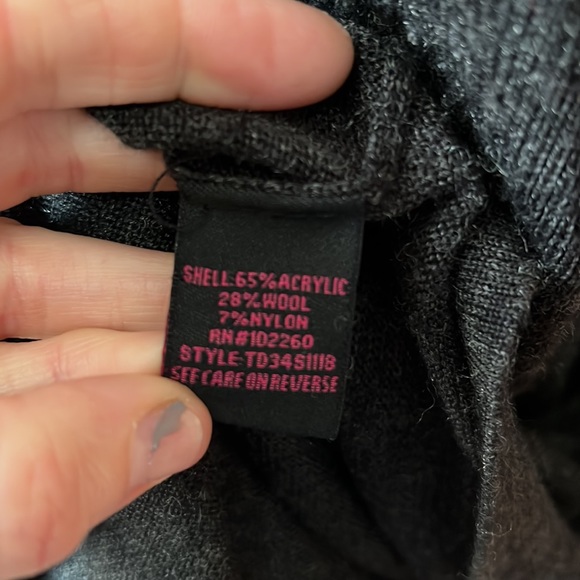 SHELL:65%ACRYLIC
28%WOOL
7%NYLON
RN#102260
STYLE:TD34S1118
SEE CARE ON REVERSE